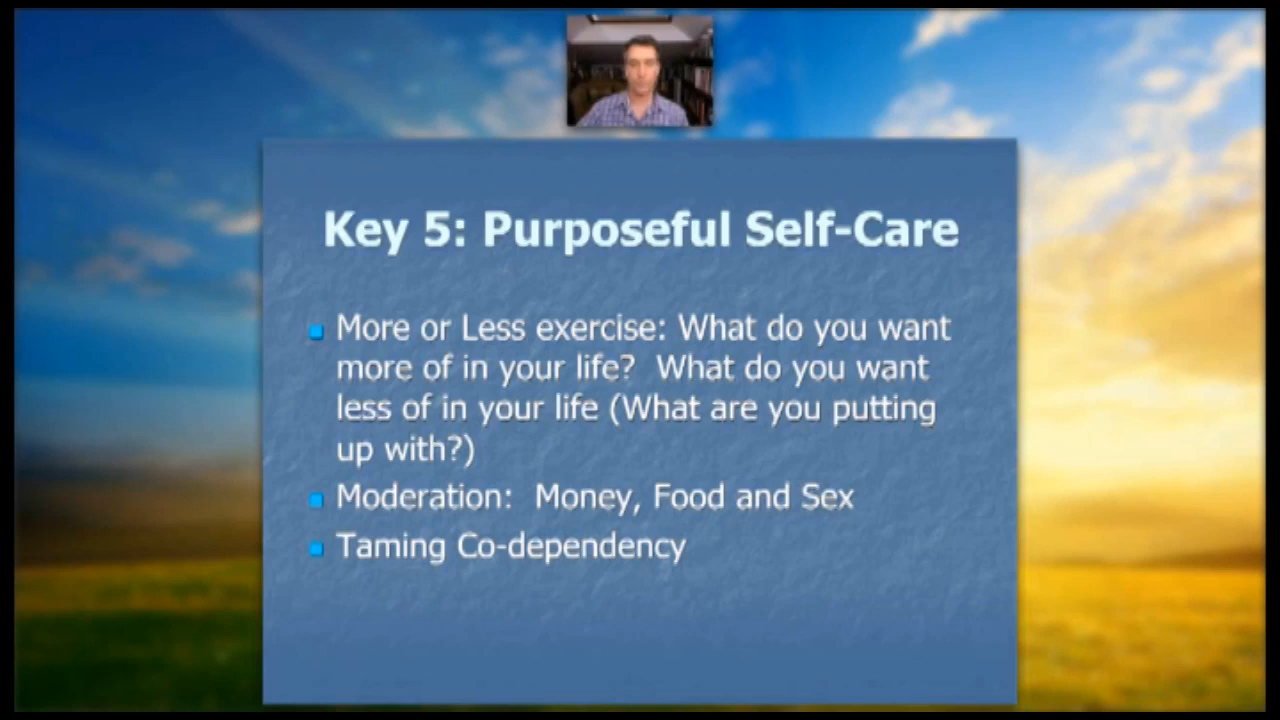 Key 5: Purposeful Self-Care
More or Less exercise: What do you want
more of in your life?  What do you want
less of in your life (What are you putting
up with?)
Moderation:  Money, Food and Sex
Taming Co-dependency